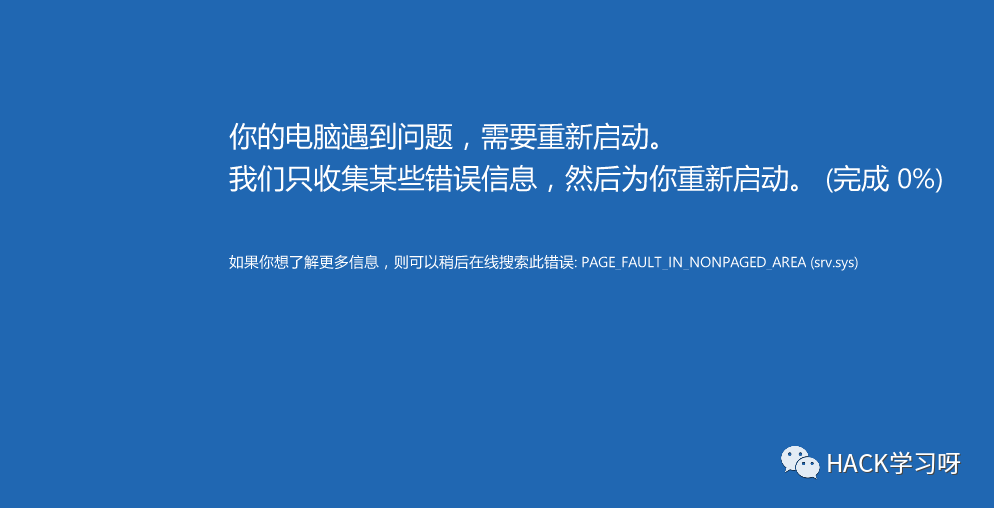 你的电脑遇到问题，需要重新启动。
我们只收集某些错误信息，然后为你重新启动。 (完成 0%)
如果你想了解更多信息，则可以稍后在线搜索此错误: PAGE_FAULT_IN_NONPAGED_AREA (srv.sys)
HACK学习呀